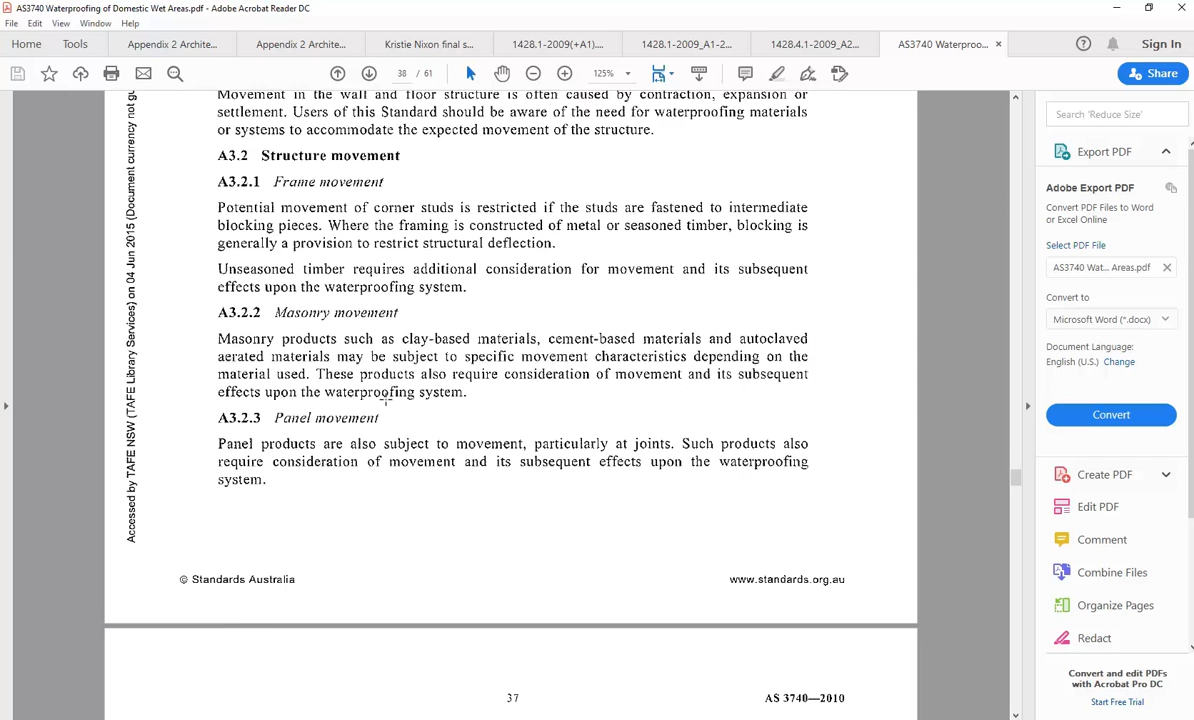 AS3740 Waterproofing of Domestic Wet Areas.pdf - Adobe Acrobat Reader DC
File Edit View Window Help
Home Tools Appendix 2 Archite... Appendix 2 Archite... Kristie Nixon final s... 1428.1-2009(+A1).... 1428.1-2009_A1-2... 1428.4.1-2009_A2... AS3740 Waterproo... × Sign In
38 / 61 125% Share
Movement in the wall and floor structure is often caused by contraction, expansion or
settlement. Users of this Standard should be aware of the need for waterproofing materials
or systems to accommodate the expected movement of the structure.
A3.2 Structure movement
A3.2.1 Frame movement
Potential movement of corner studs is restricted if the studs are fastened to intermediate
blocking pieces. Where the framing is constructed of metal or seasoned timber, blocking is
generally a provision to restrict structural deflection.
Unseasoned timber requires additional consideration for movement and its subsequent
effects upon the waterproofing system.
A3.2.2 Masonry movement
Masonry products such as clay-based materials, cement-based materials and autoclaved
aerated materials may be subject to specific movement characteristics depending on the
material used. These products also require consideration of movement and its subsequent
effects upon the waterproofing system.
A3.2.3 Panel movement
Panel products are also subject to movement, particularly at joints. Such products also
require consideration of movement and its subsequent effects upon the waterproofing
system.
© Standards Australia www.standards.org.au
37 AS 3740—2010
Accessed by TAFE NSW (TAFE Library Services) on 04 Jun 2015 (Document currency not gu
Search 'Reduce Size'
Export PDF
Adobe Export PDF
Convert PDF Files to Word
or Excel Online
Select PDF File
AS3740 Wat... Areas.pdf
Convert to
Microsoft Word (*.docx)
Document Language:
English (U.S.) Change
Convert
Create PDF
Edit PDF
Comment
Combine Files
Organize Pages
Redact
Convert and edit PDFs
with Acrobat Pro DC
Start Free Trial